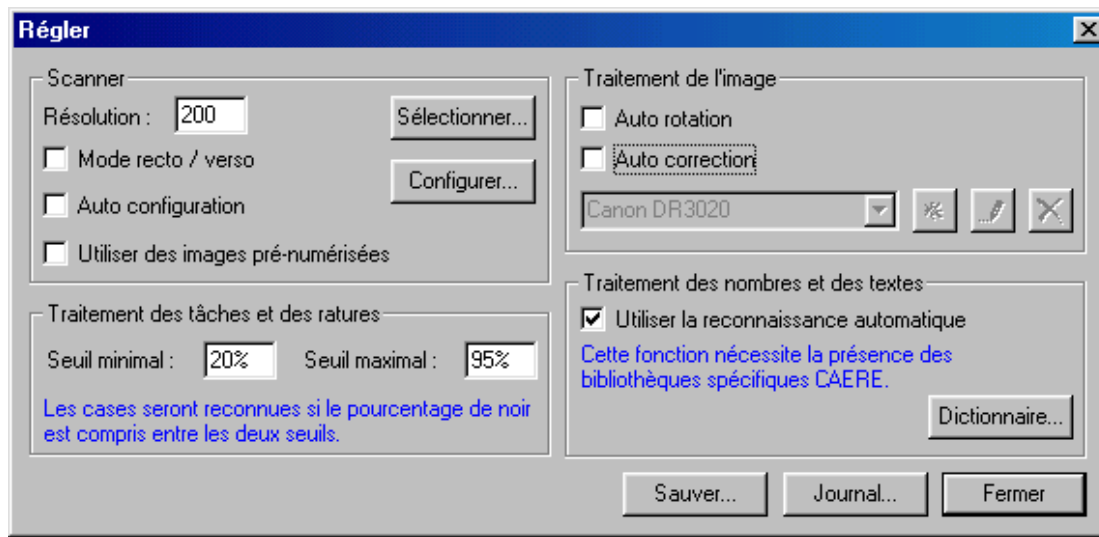 Régler
Scanner
Résolution :
200
Sélectionner...
Mode recto / verso
Configurer...
Auto configuration
Utiliser des images pré-numérisées
Traitement des tâches et des ratures
Seuil minimal :
20%
Seuil maximal :
95%
Les cases seront reconnues si le pourcentage de noir
est compris entre les deux seuils.
Traitement de l'image
Auto rotation
Auto correction
Canon DR3020
Traitement des nombres et des textes
Utiliser la reconnaissance automatique
Cette fonction nécessite la présence des
bibliothèques spécifiques CAERE.
Dictionnaire...
Sauver...
Journal...
Fermer